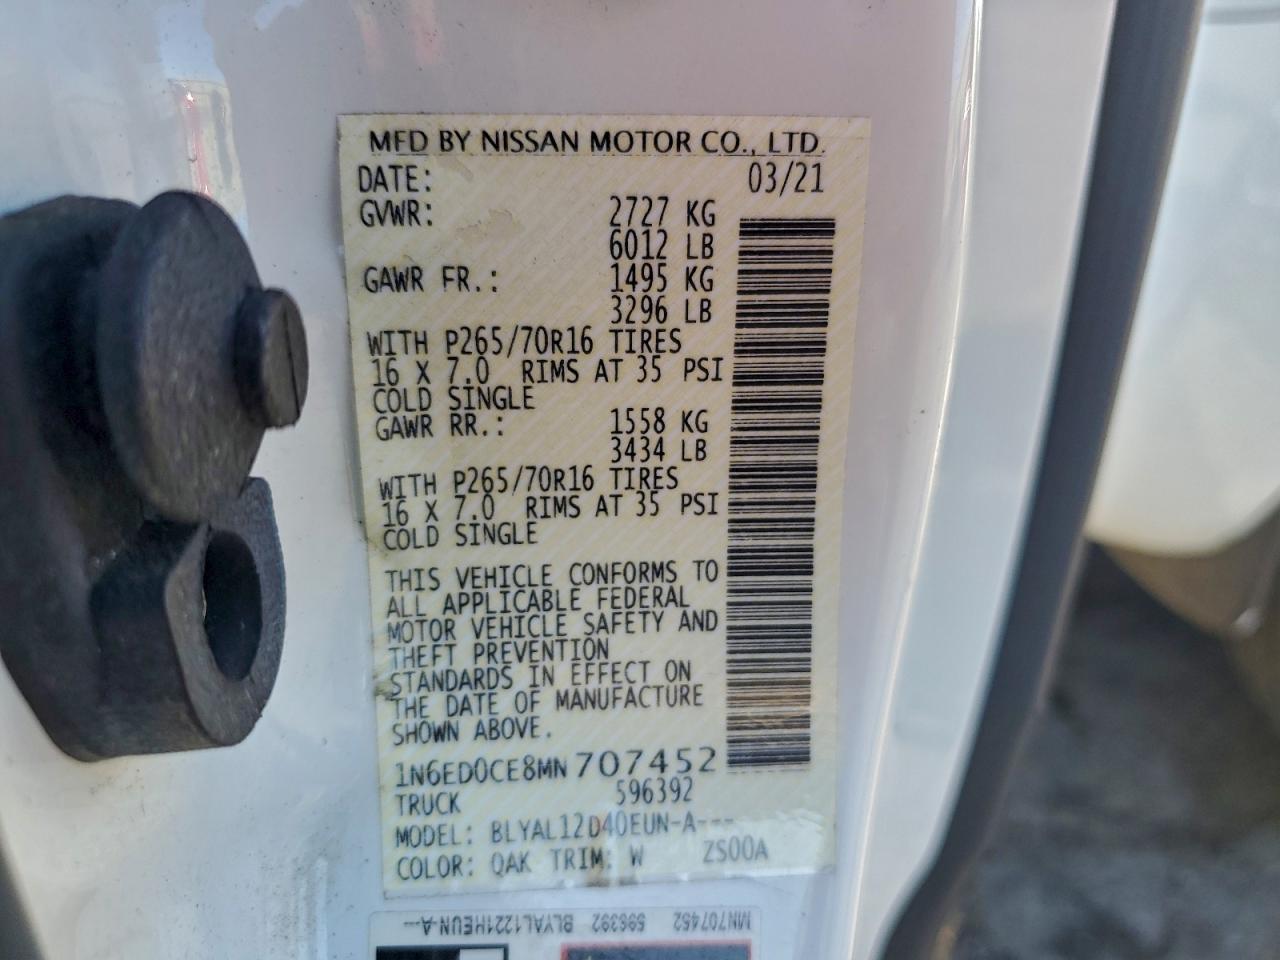 MFD BY NISSAN MOTOR CO., LTD.
DATE: 03/21
GVWR: 2727 KG
6012 LB
GAWR FR.: 1495 KG
3296 LB
WITH P265/70R16 TIRES
16 X 7.0 RIMS AT 35 PSI
COLD SINGLE
GAWR RR.: 1558 KG
3434 LB
WITH P265/70R16 TIRES
16 X 7.0 RIMS AT 35 PSI
COLD SINGLE
THIS VEHICLE CONFORMS TO
ALL APPLICABLE FEDERAL
MOTOR VEHICLE SAFETY AND
THEFT PREVENTION
STANDARDS IN EFFECT ON
THE DATE OF MANUFACTURE
SHOWN ABOVE.
1N6ED0CE8MN707452
TRUCK 596392
MODEL: BLYAL12D40EUN-A---
COLOR: QAK TRIM: W ZS00A
MN707452 596392 BLYAL1221HEUN-A---